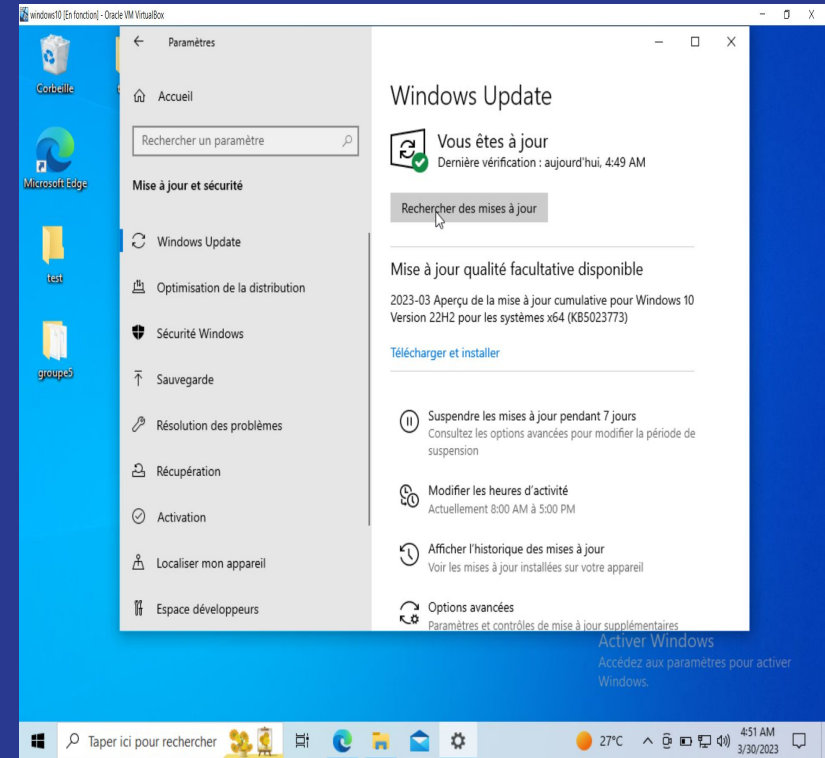 windows10 [En fonction] - Oracle VM VirtualBox
Corbeille
Microsoft Edge
test
groupe5
Paramètres
Accueil
Rechercher un paramètre
Mise à jour et sécurité
Windows Update
Optimisation de la distribution
Sécurité Windows
Sauvegarde
Résolution des problèmes
Récupération
Activation
Localiser mon appareil
Espace développeurs
Windows Update
Vous êtes à jour
Dernière vérification : aujourd'hui, 4:49 AM
Rechercher des mises à jour
Mise à jour qualité facultative disponible
2023-03 Aperçu de la mise à jour cumulative pour Windows 10
Version 22H2 pour les systèmes x64 (KB5023773)
Télécharger et installer
Suspendre les mises à jour pendant 7 jours
Consultez les options avancées pour modifier la période de
suspension
Modifier les heures d'activité
Actuellement 8:00 AM à 5:00 PM
Afficher l'historique des mises à jour
Voir les mises à jour installées sur votre appareil
Options avancées
Paramètres et contrôles de mise à jour supplémentaires
Activer Windows
Accédez aux paramètres pour activer
Windows.
Taper ici pour rechercher
27°C
4:51 AM
3/30/2023